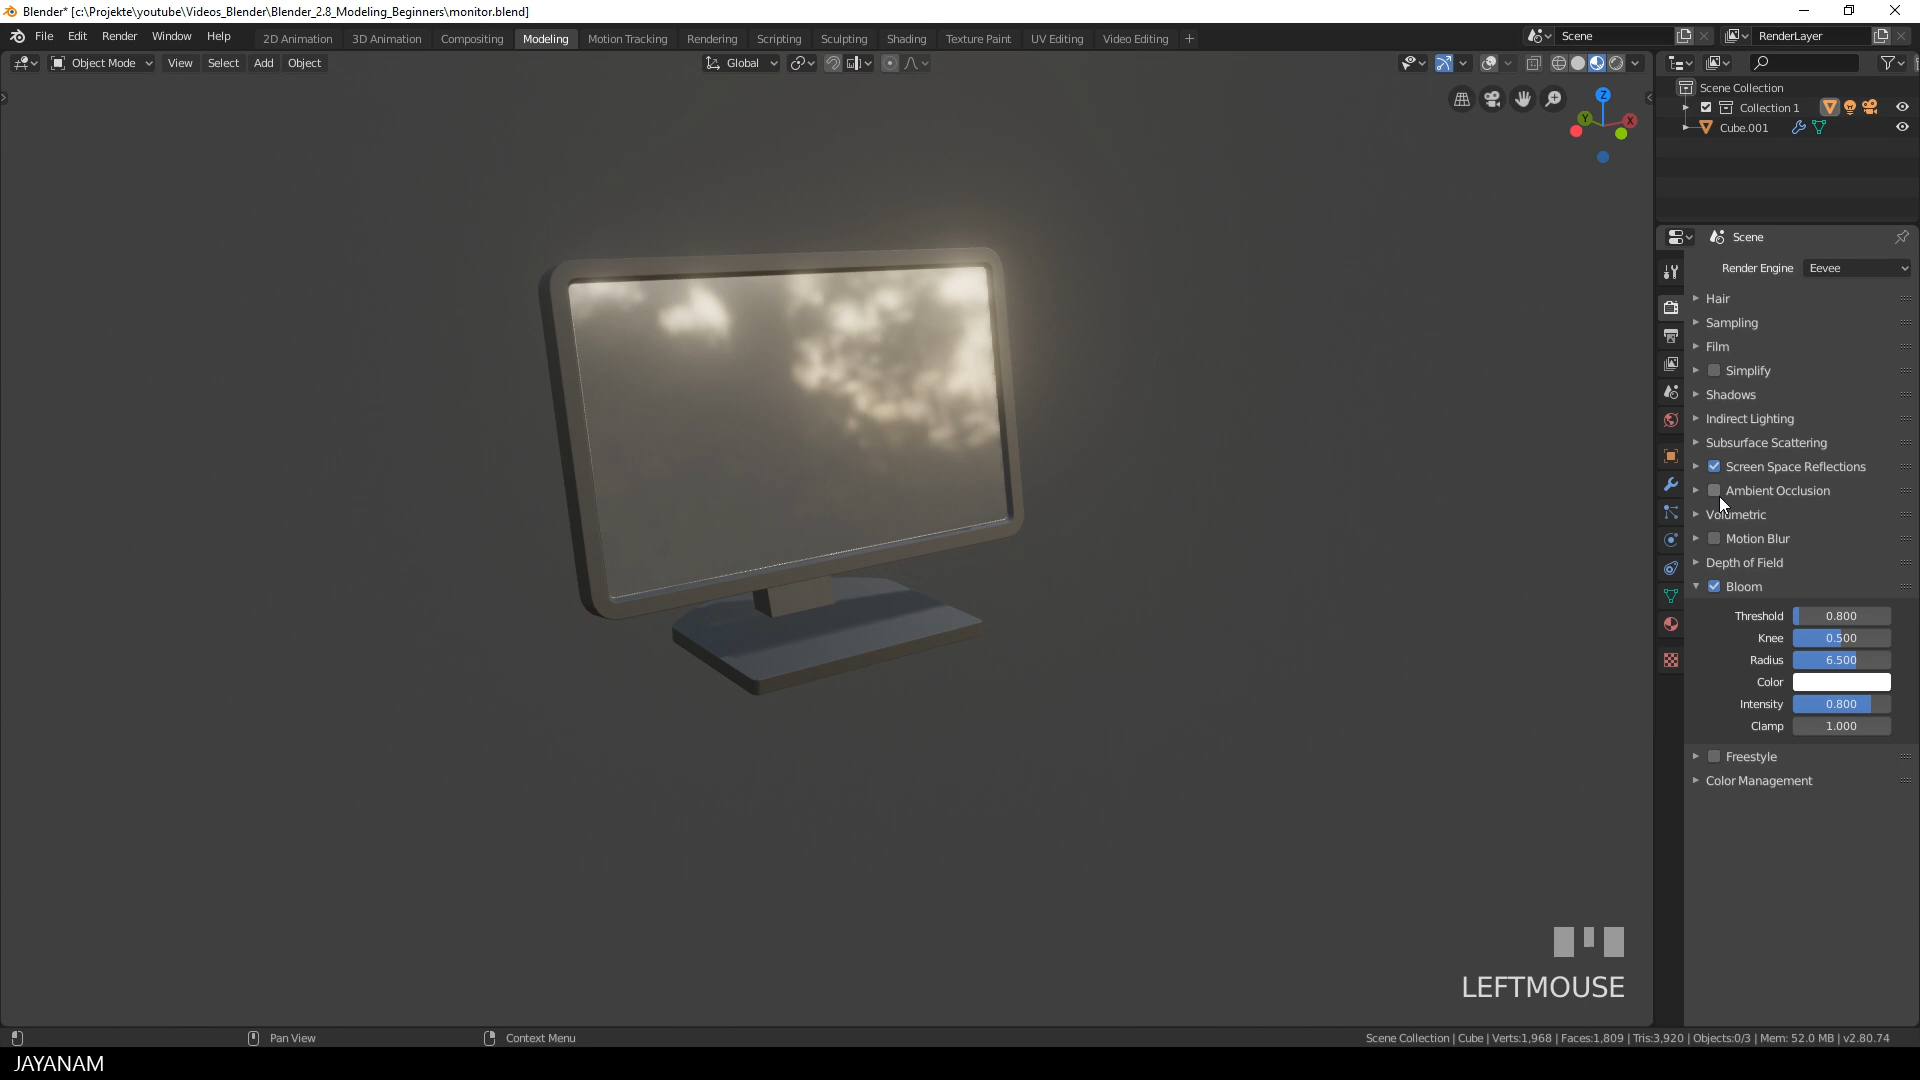 Blender* [c:\Projekte\youtube\Videos_Blender\Blender_2.8_Modeling_Beginners\monitor.blend]
File Edit Render Window Help 2D Animation 3D Animation Compositing Modeling Motion Tracking Rendering Scripting Sculpting Shading Texture Paint UV Editing Video Editing + Scene RenderLayer
Object Mode View Select Add Object Global
Scene Collection
Collection 1
Cube.001
Z
Y X
Scene
Render Engine Eevee
Hair
Sampling
Film
Simplify
Shadows
Indirect Lighting
Subsurface Scattering
Screen Space Reflections
Ambient Occlusion
Volumetric
Motion Blur
Depth of Field
Bloom
Threshold 0.800
Knee 0.500
Radius 6.500
Color
Intensity 0.800
Clamp 1.000
Freestyle
Color Management
LEFTMOUSE
Pan View Context Menu Scene Collection | Cube | Verts:1,968 | Faces:1,809 | Tris:3,920 | Objects:0/3 | Mem: 52.0 MB | v2.80.74
JAYANAM